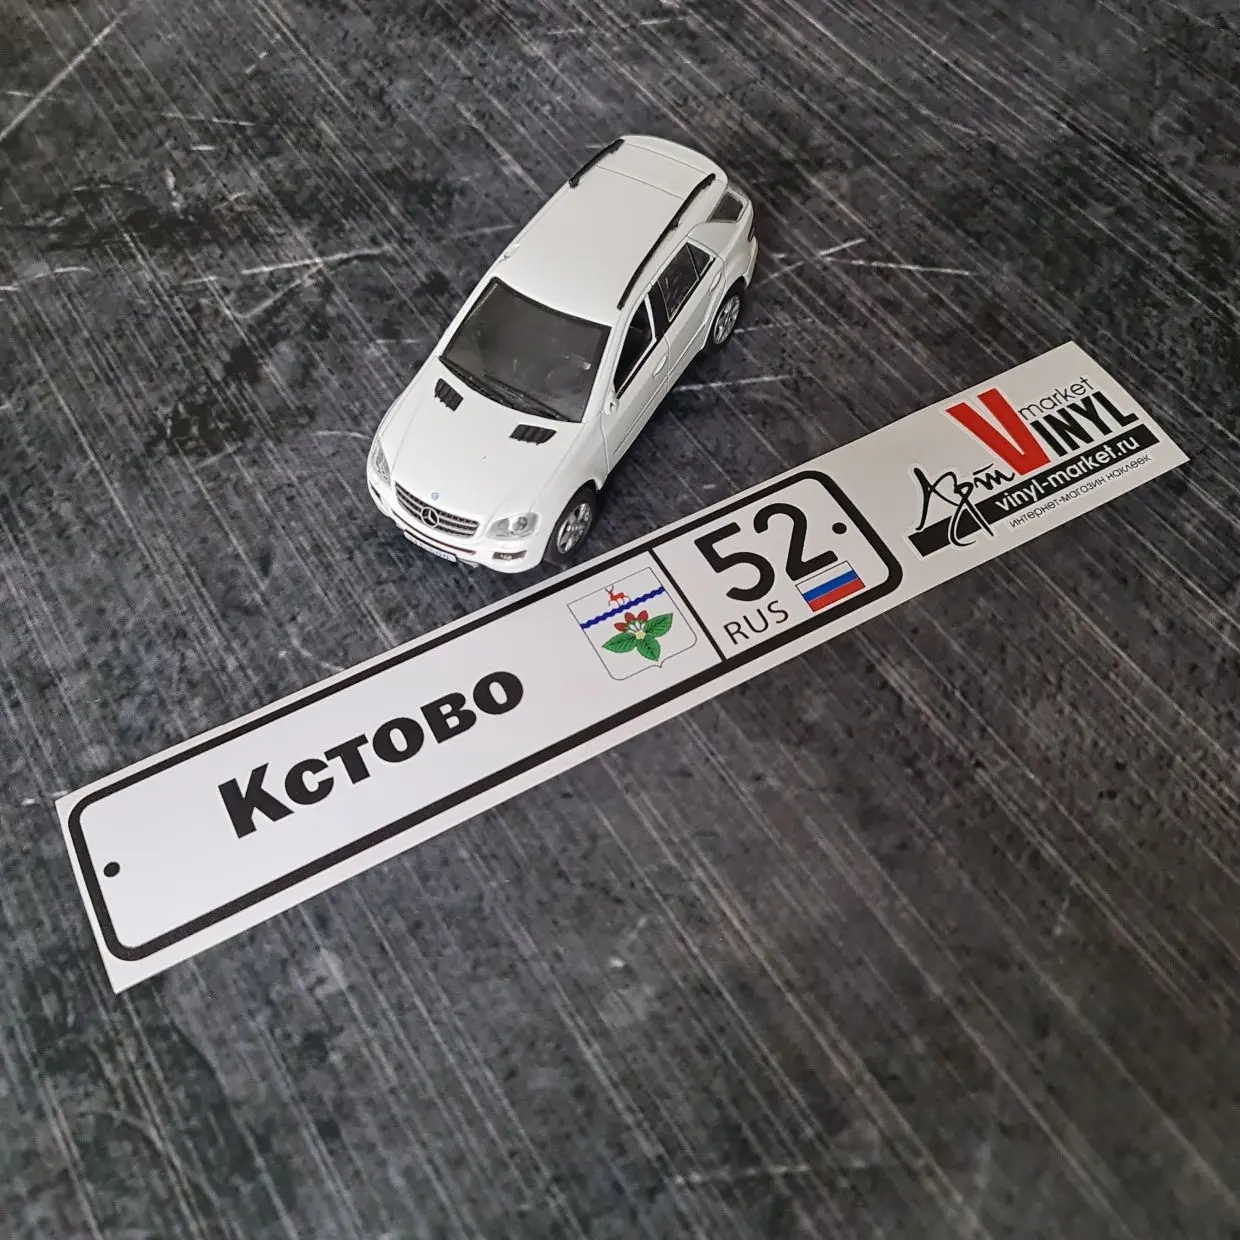 Кстово
52
RUS
market
VINYL
Арт
vinyl-market.ru
интернет-магазин наклеек